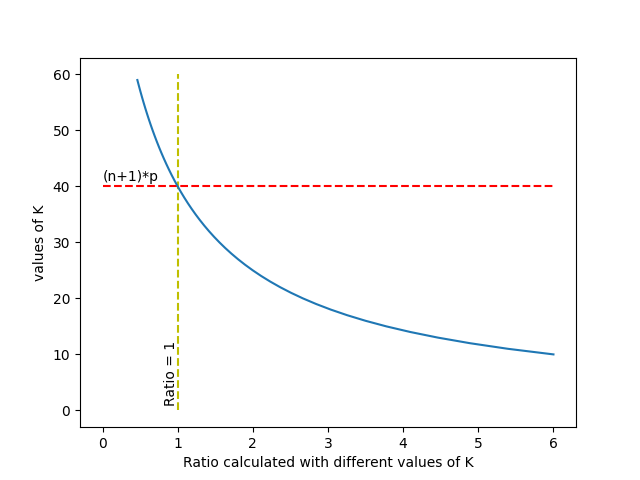 60
50
40
30
20
10
0
values of K
(n+1)*p
Ratio = 1
0 1 2 3 4 5 6
Ratio calculated with different values of K